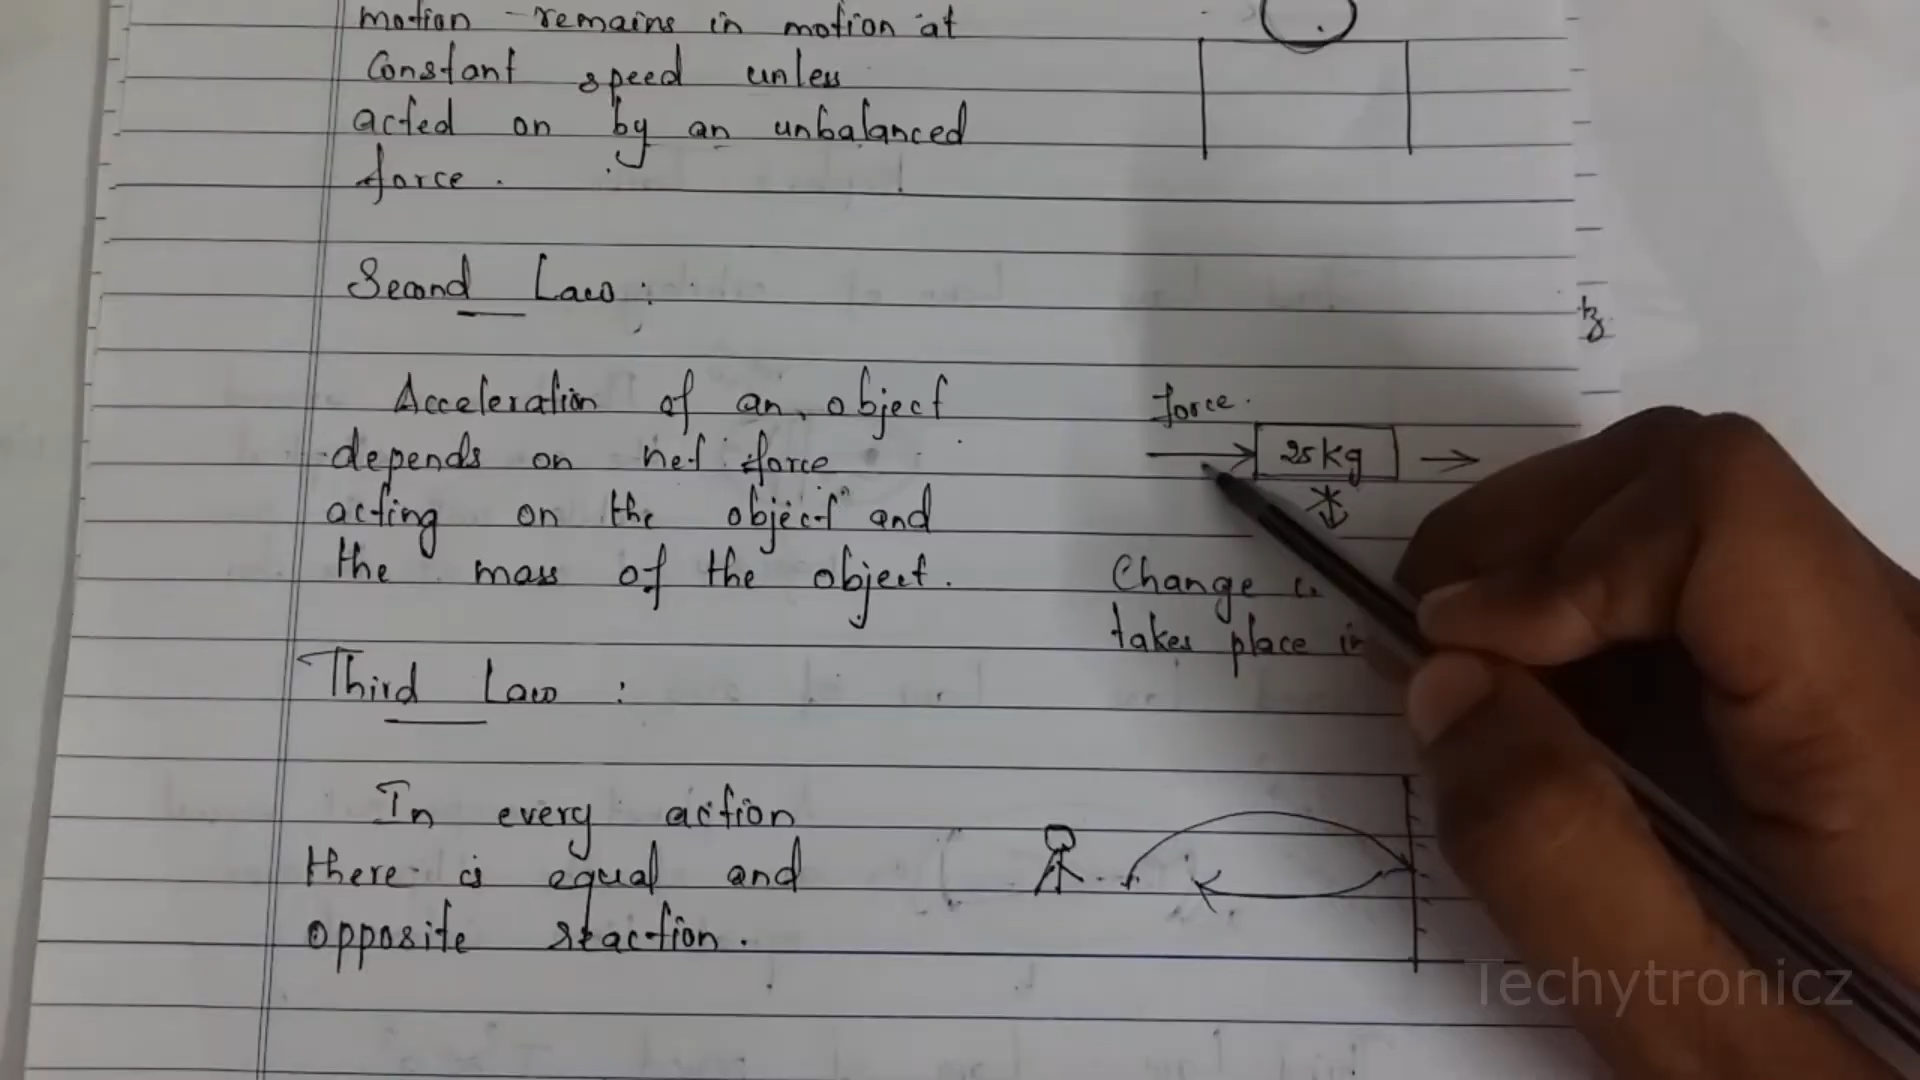 motion remains in motion at
Constant speed unless
acted on by an unbalanced
force.
Second Law:
Acceleration of an object
depends on net force
acting on the object and
the mass of the object.
force.
25kg
Change
takes place in
Third Law:
In every action
there is equal and
opposite reaction.
Techytronicz